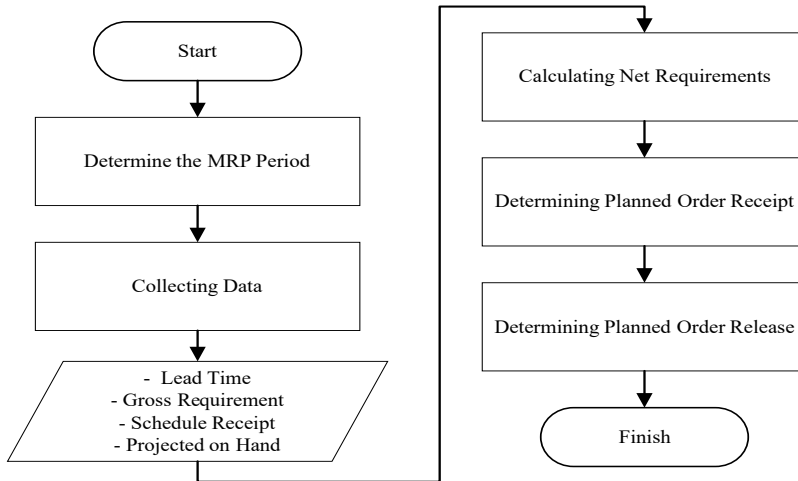 Start
Determine the MRP Period
Collecting Data
- Lead Time
- Gross Requirement
- Schedule Receipt
- Projected on Hand
Calculating Net Requirements
Determining Planned Order Receipt
Determining Planned Order Release
Finish